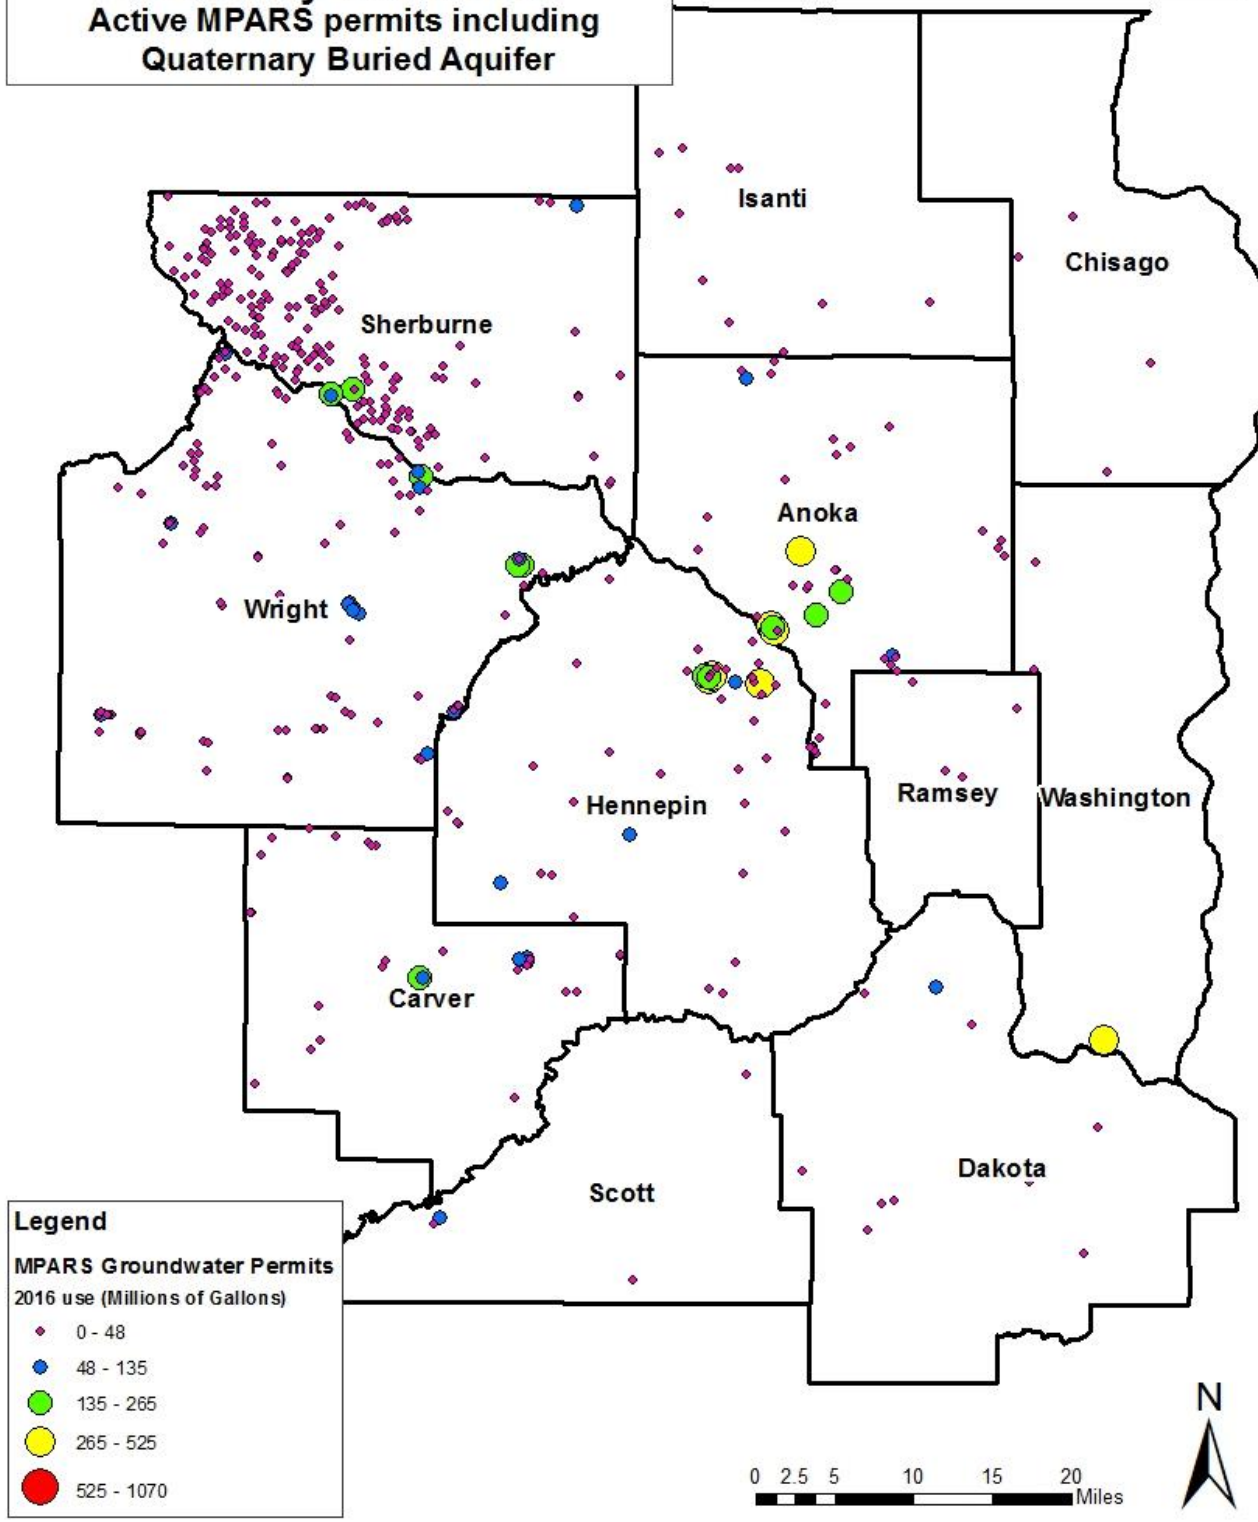 Active MPARS permits including
Quaternary Buried Aquifer
Isanti
Chisago
Sherburne
Anoka
Wright
Hennepin
Ramsey
Washington
Carver
Dakota
Scott
Legend
MPARS Groundwater Permits
2016 use (Millions of Gallons)
0 - 48
48 - 135
135 - 265
265 - 525
525 - 1070
N
0 2.5 5 10 15 20
Miles